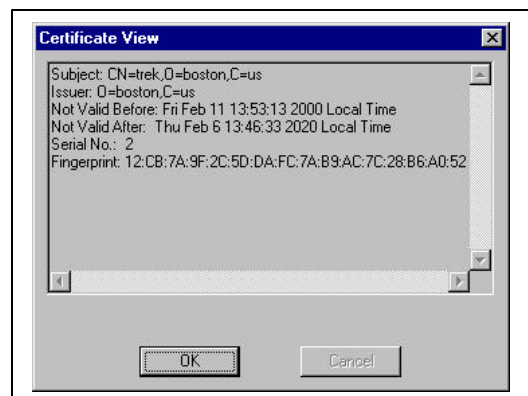 Certificate View
Subject: CN=trek,O=boston,C=us
Issuer: O=boston,C=us
Not Valid Before: Fri Feb 11 13:53:13 2000 Local Time
Not Valid After:  Thu Feb 6 13:46:33 2020 Local Time
Serial No.:  2
Fingerprint: 12:CB:7A:9F:2C:5D:DA:FC:7A:B9:AC:7C:28:B6:A0:52
OK
Cancel